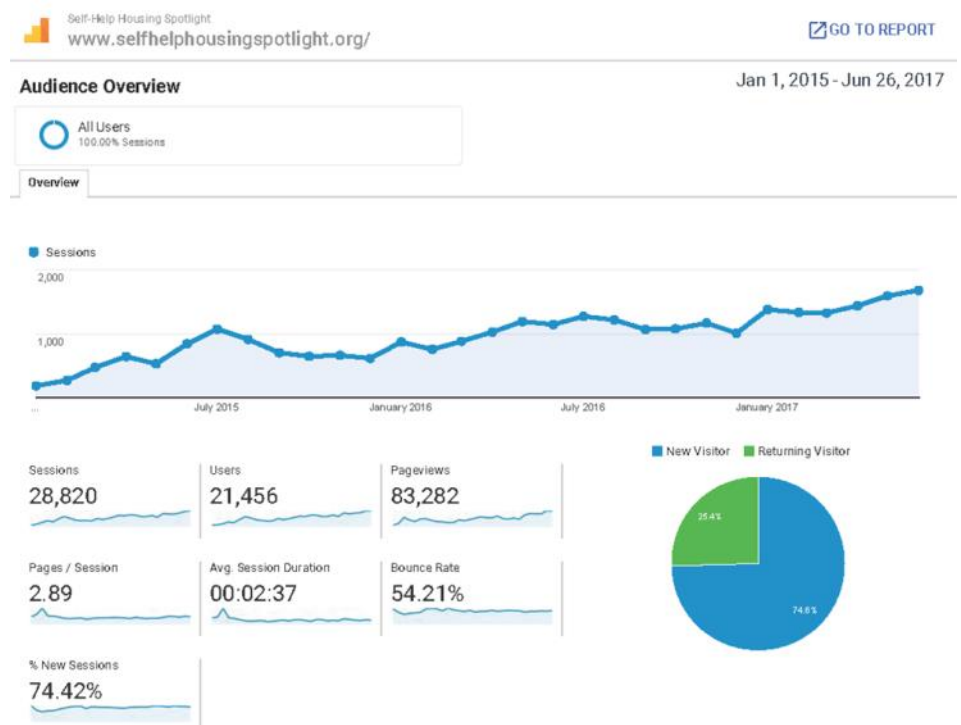 Self-Help Housing Spotlight
www.selfhelphousingspotlight.org/
GO TO REPORT
Audience Overview
Jan 1, 2015 - Jun 26, 2017
All Users
100.00% Sessions
Overview
Sessions
2,000
1,000
...
July 2015
January 2016
July 2016
January 2017
New Visitor
Returning Visitor
Sessions
28,820
Users
21,456
Pageviews
83,282
25.4%
74.6%
Pages / Session
2.89
Avg. Session Duration
00:02:37
Bounce Rate
54.21%
% New Sessions
74.42%